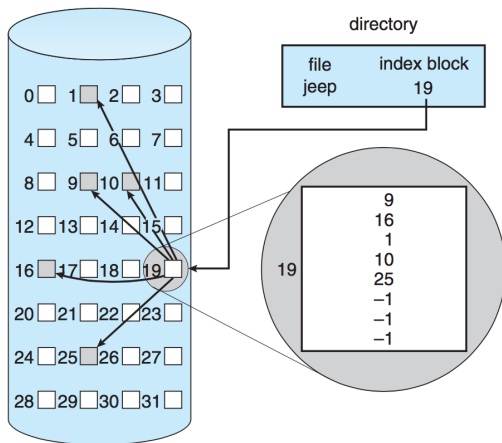 directory
file index block
jeep 19
0 1 2 3
4 5 6 7
8 9 10 11
12 13 14 15
16 17 18 19
20 21 22 23
24 25 26 27
28 29 30 31
19
9
16
1
10
25
–1
–1
–1